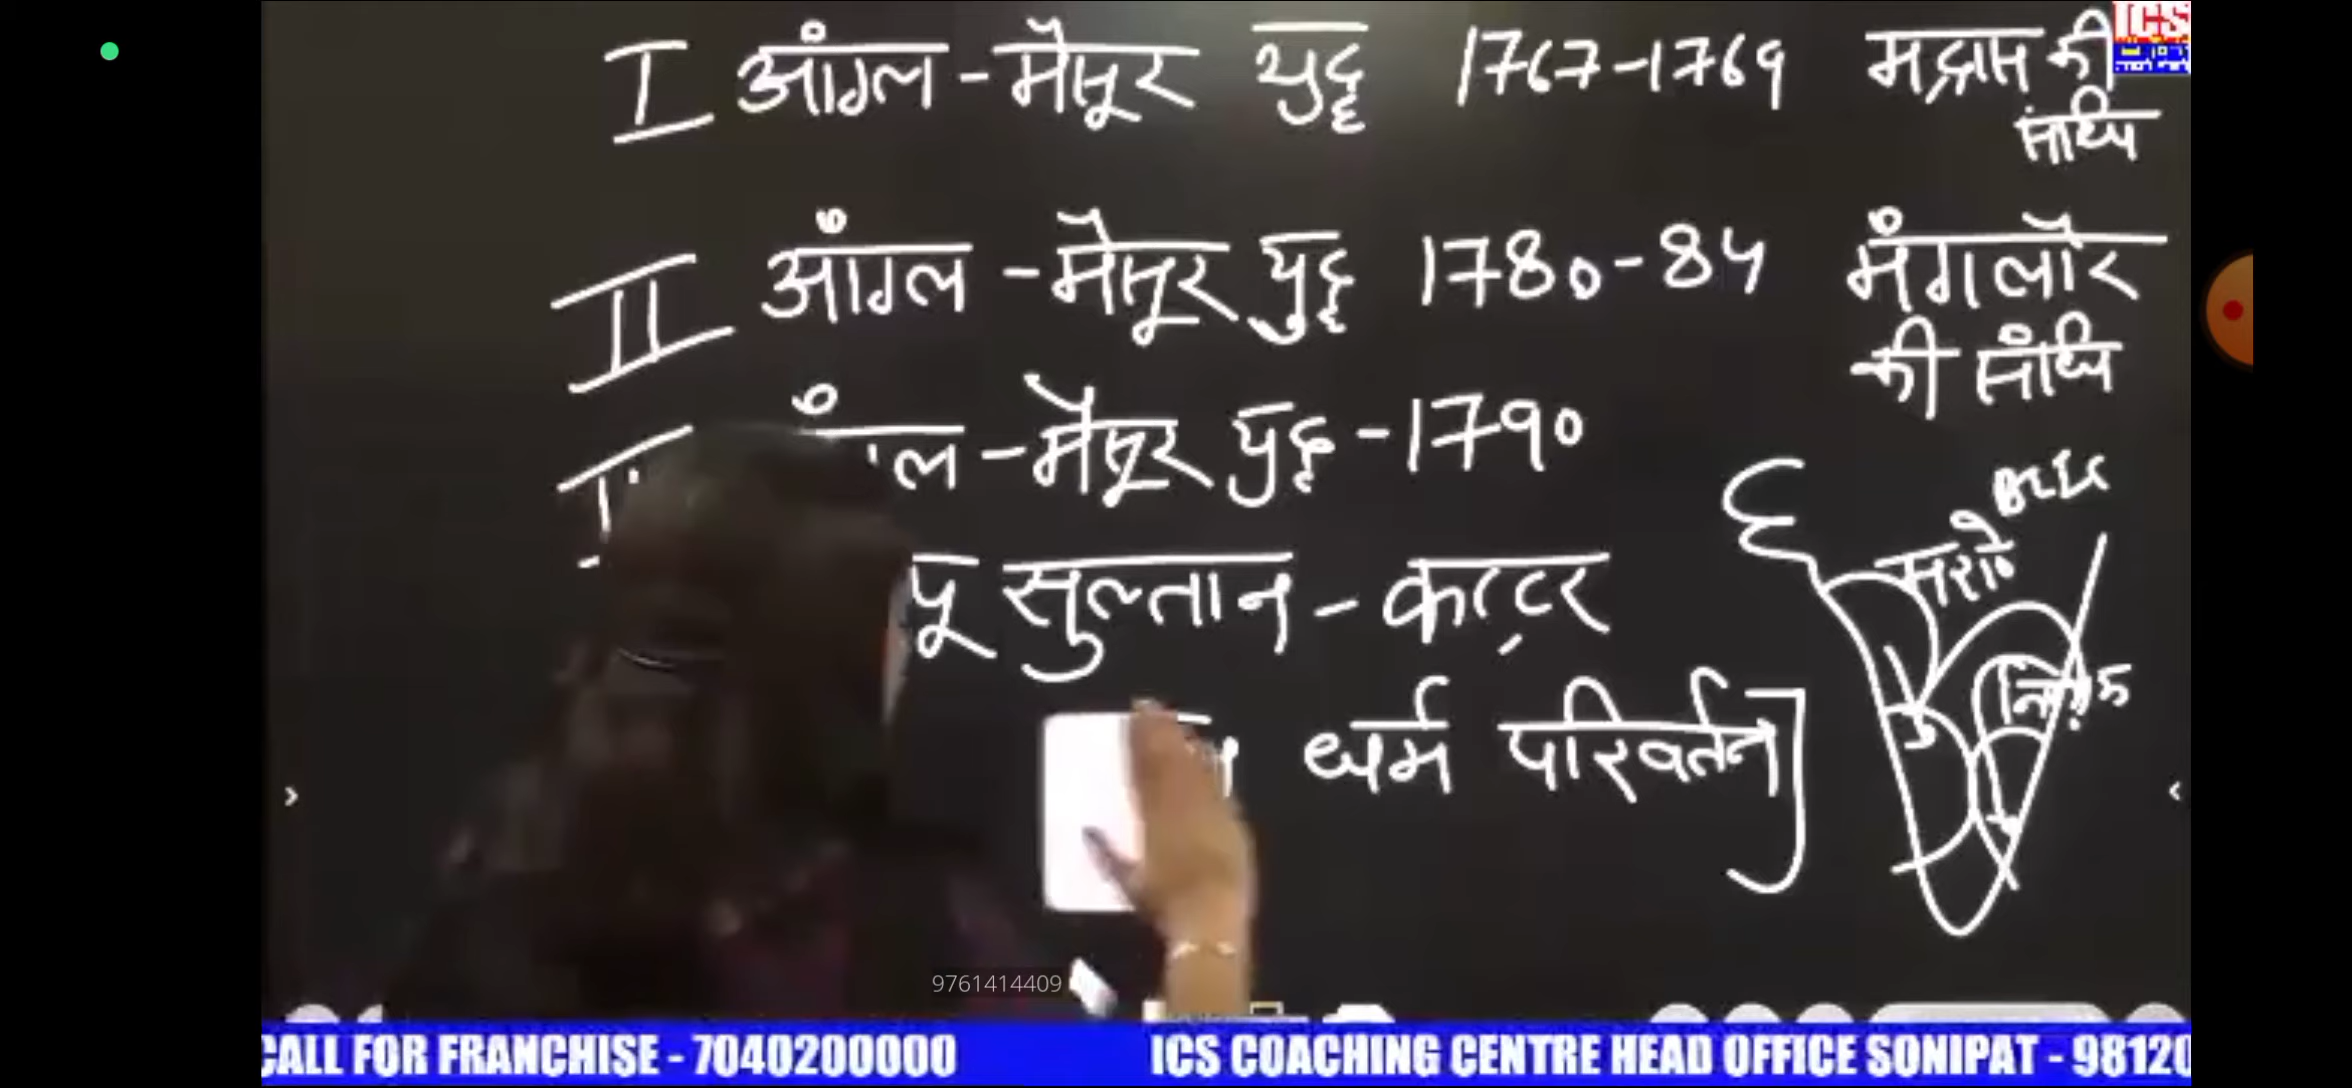 I आंग्ल - मैसूर युद्ध 1767-1769 मद्रास की
संधि
II आंग्ल - मैसूर युद्ध 1780-84 मंगलौर
की संधि
मैसूर युद्ध - 1790
सुल्तान - कट्टर
मराठे
धर्म परिवर्तन]
ICS
9761414409
CALL FOR FRANCHISE - 7040200000 ICS COACHING CENTRE HEAD OFFICE SONIPAT - 98120